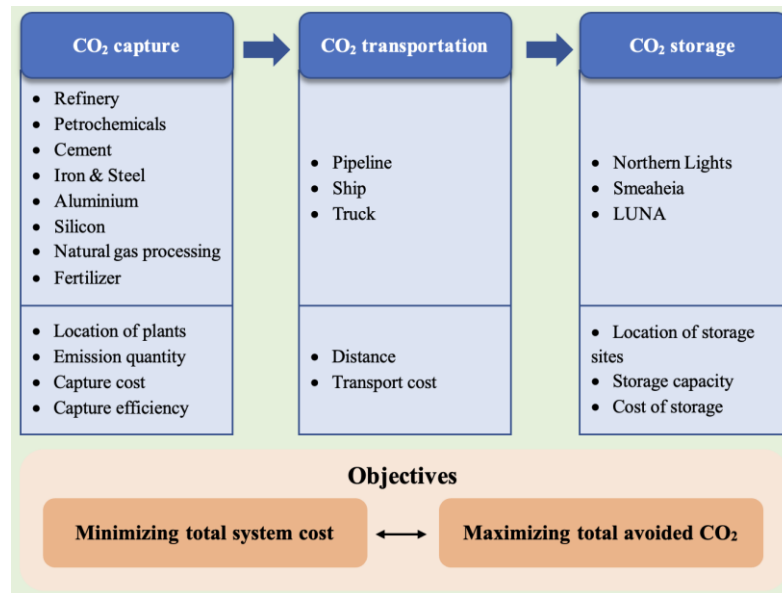 CO₂ capture
CO₂ transportation
CO₂ storage
• Refinery
• Petrochemicals
• Cement
• Iron & Steel
• Aluminium
• Silicon
• Natural gas processing
• Fertilizer
• Pipeline
• Ship
• Truck
• Northern Lights
• Smeaheia
• LUNA
• Location of plants
• Emission quantity
• Capture cost
• Capture efficiency
• Distance
• Transport cost
• Location of storage
sites
• Storage capacity
• Cost of storage
Objectives
Minimizing total system cost
Maximizing total avoided CO₂